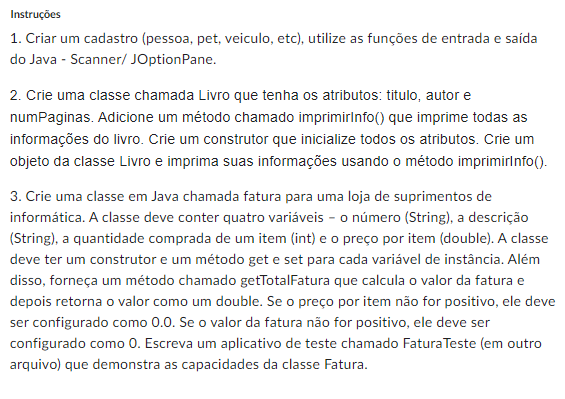 Instruções
1. Criar um cadastro (pessoa, pet, veiculo, etc), utilize as funções de entrada e saída
do Java - Scanner/ JOptionPane.
2. Crie uma classe chamada Livro que tenha os atributos: titulo, autor e
numPaginas. Adicione um método chamado imprimirInfo() que imprime todas as
informações do livro. Crie um construtor que inicialize todos os atributos. Crie um
objeto da classe Livro e imprima suas informações usando o método imprimirInfo().
3. Crie uma classe em Java chamada fatura para uma loja de suprimentos de
informática. A classe deve conter quatro variáveis – o número (String), a descrição
(String), a quantidade comprada de um item (int) e o preço por item (double). A classe
deve ter um construtor e um método get e set para cada variável de instância. Além
disso, forneça um método chamado getTotalFatura que calcula o valor da fatura e
depois retorna o valor como um double. Se o preço por item não for positivo, ele deve
ser configurado como 0.0. Se o valor da fatura não for positivo, ele deve ser
configurado como 0. Escreva um aplicativo de teste chamado FaturaTeste (em outro
arquivo) que demonstra as capacidades da classe Fatura.